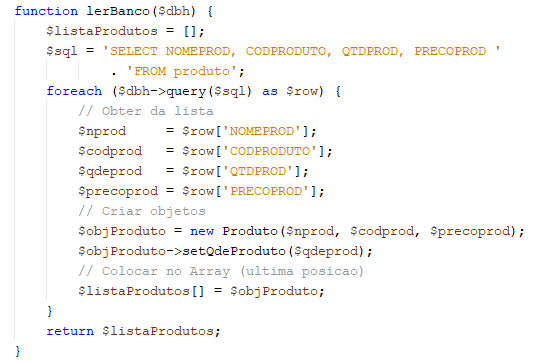 function lerBanco($dbh) {
    $listaProdutos = [];
    $sql = 'SELECT NOMEPROD, CODPRODUTO, QTDPROD, PRECOPROD '
            . 'FROM produto';
    foreach ($dbh->query($sql) as $row) {
        // Obter da lista
        $nprod     = $row['NOMEPROD'];
        $codprod   = $row['CODPRODUTO'];
        $qdeprod   = $row['QTDPROD'];
        $precoprod = $row['PRECOPROD'];
        // Criar objetos
        $objProduto = new Produto($nprod, $codprod, $precoprod);
        $objProduto->setQdeProduto($qdeprod);
        // Colocar no Array (ultima posicao)
        $listaProdutos[] = $objProduto;
    }
    return $listaProdutos;
}